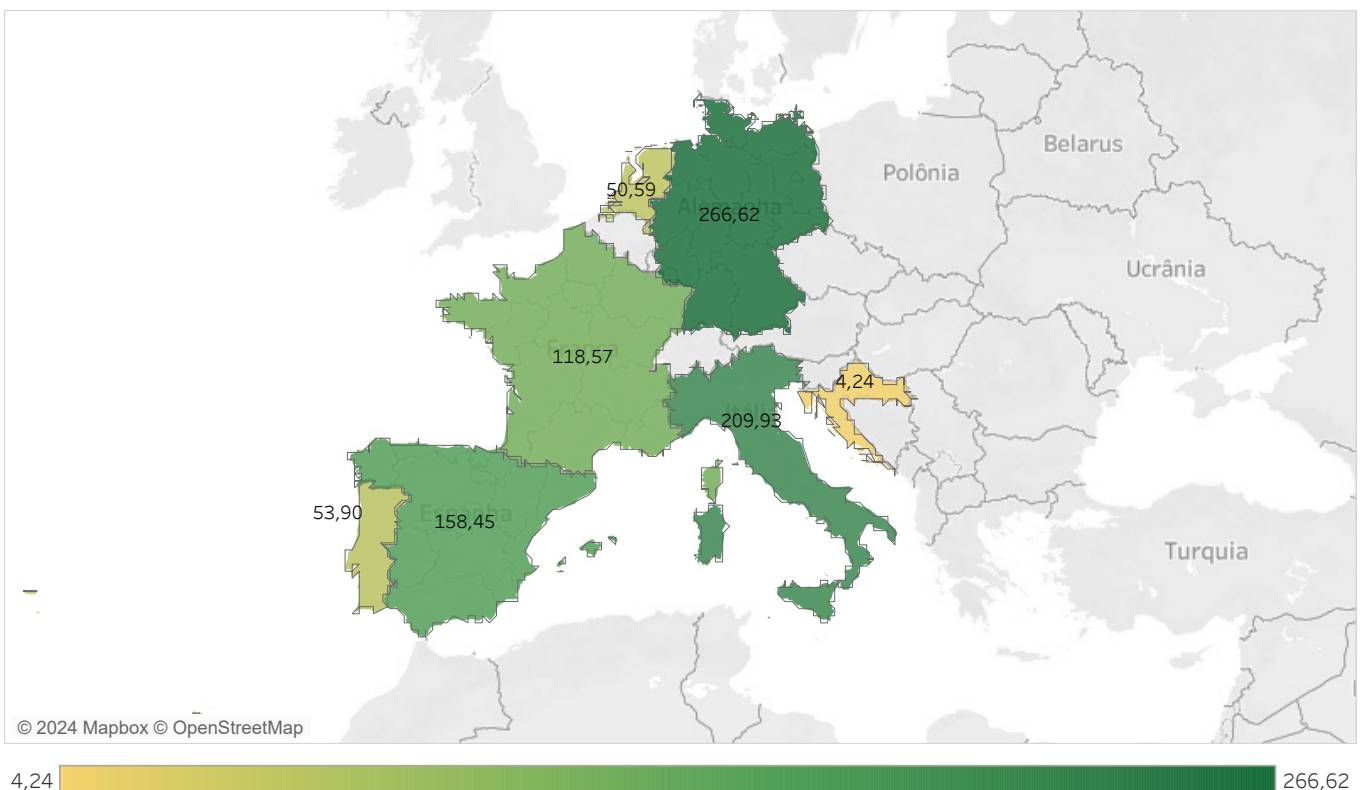 Belarus
Polônia
50,59
Alemanha
266,62
Ucrânia
França
118,57
4,24
Itália
209,93
53,90
Espanha
158,45
Turquia
© 2024 Mapbox © OpenStreetMap
4,24
266,62